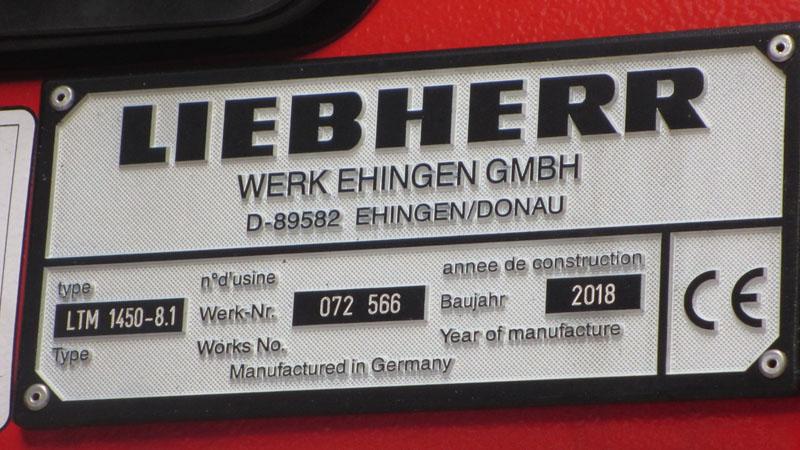 LIEBHERR
WERK EHINGEN GMBH
D-89582 EHINGEN/DONAU
type
LTM 1450-8.1
Type
n°d'usine
Werk-Nr. 072 566
Works No.
annee de construction
Baujahr 2018
Year of manufacture
Manufactured in Germany
CE